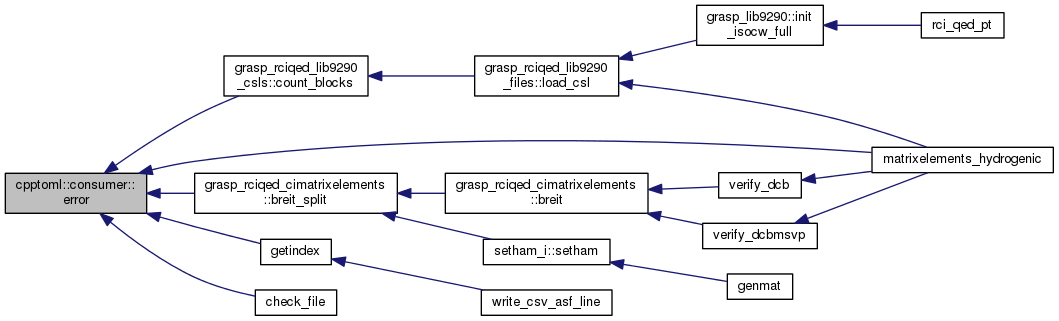 grasp_lib9290::init
_isocw_full
rci_qed_pt
grasp_rciqed_lib9290
_csls::count_blocks
grasp_rciqed_lib9290
_files::load_csl
matrixelements_hydrogenic
cpptoml::consumer::
error
grasp_rciqed_cimatrixelements
::breit_split
grasp_rciqed_cimatrixelements
::breit
verify_dcb
verify_dcbmsvp
getindex
setham_i::setham
genmat
check_file
write_csv_asf_line